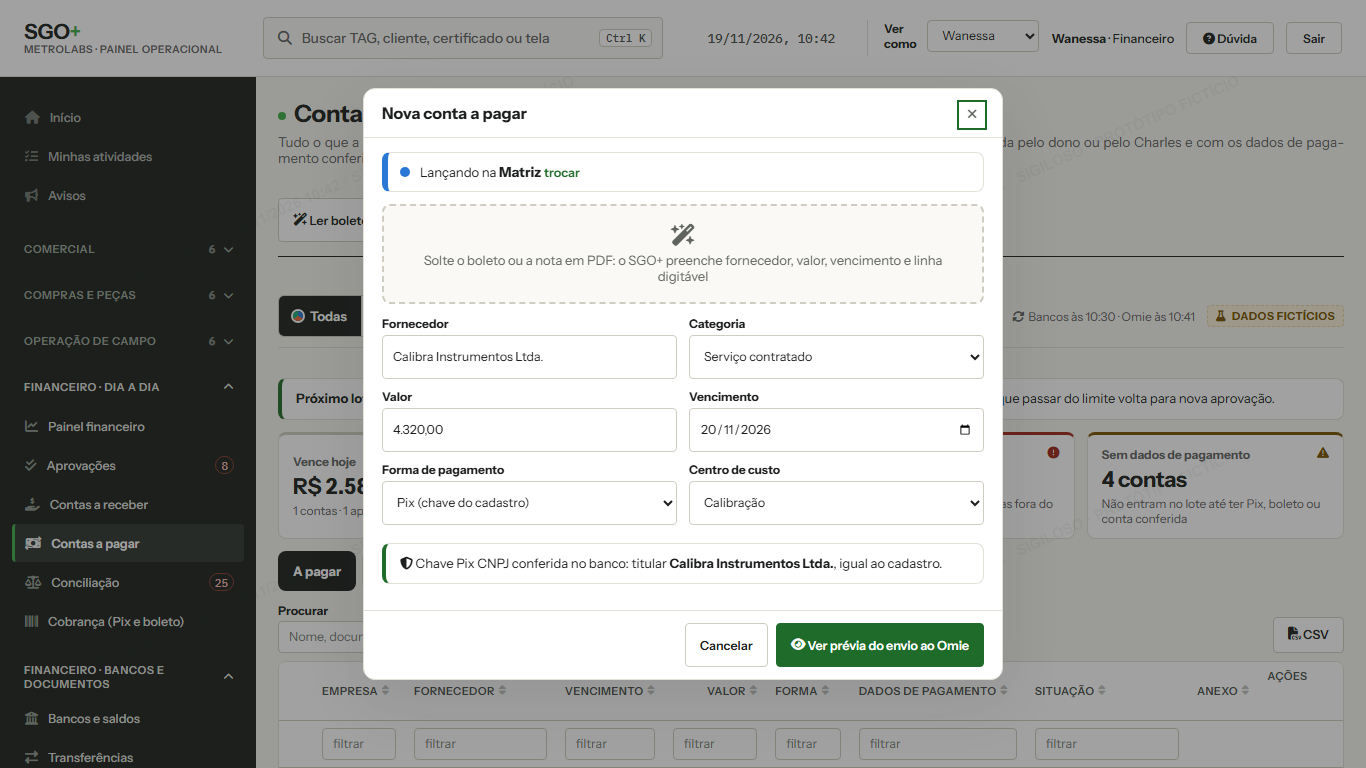 SGO+
METROLABS · PAINEL OPERACIONAL
Buscar TAG, cliente, certificado ou tela
Ctrl K
19/11/2026, 10:42
Ver como
Wanessa
Wanessa · Financeiro
Dúvida
Sair
Início
Minhas atividades
Avisos
COMERCIAL 6
COMPRAS E PEÇAS 6
OPERAÇÃO DE CAMPO 6
FINANCEIRO · DIA A DIA
Painel financeiro
Aprovações 8
Contas a receber
Contas a pagar
Conciliação 25
Cobrança (Pix e boleto)
FINANCEIRO · BANCOS E
DOCUMENTOS
Bancos e saldos
Transferências
Conta
Tudo o que a
da pelo dono ou pelo Charles e com os dados de paga-
mento conferi
Ler boleto
Todas
Bancos às 10:30 · Omie às 10:41
DADOS FICTÍCIOS
Próximo lo
que passar do limite volta para nova aprovação.
Vence hoje
R$ 2.58
1 contas · 1 ap
as fora do
Sem dados de pagamento
4 contas
Não entram no lote até ter Pix, boleto ou
conta conferida
A pagar
Procurar
Nome, docum
CSV
Nova conta a pagar
×
Lançando na Matriz trocar
Solte o boleto ou a nota em PDF: o SGO+ preenche fornecedor, valor, vencimento e linha
digitável
Fornecedor
Categoria
Calibra Instrumentos Ltda.
Serviço contratado
Valor
Vencimento
4.320,00
20/11/2026
Forma de pagamento
Centro de custo
Pix (chave do cadastro)
Calibração
Chave Pix CNPJ conferida no banco: titular Calibra Instrumentos Ltda., igual ao cadastro.
Cancelar
Ver prévia do envio ao Omie
EMPRESA FORNECEDOR VENCIMENTO VALOR FORMA DADOS DE PAGAMENTO SITUAÇÃO ANEXO AÇÕES
filtrar filtrar filtrar filtrar filtrar filtrar filtrar